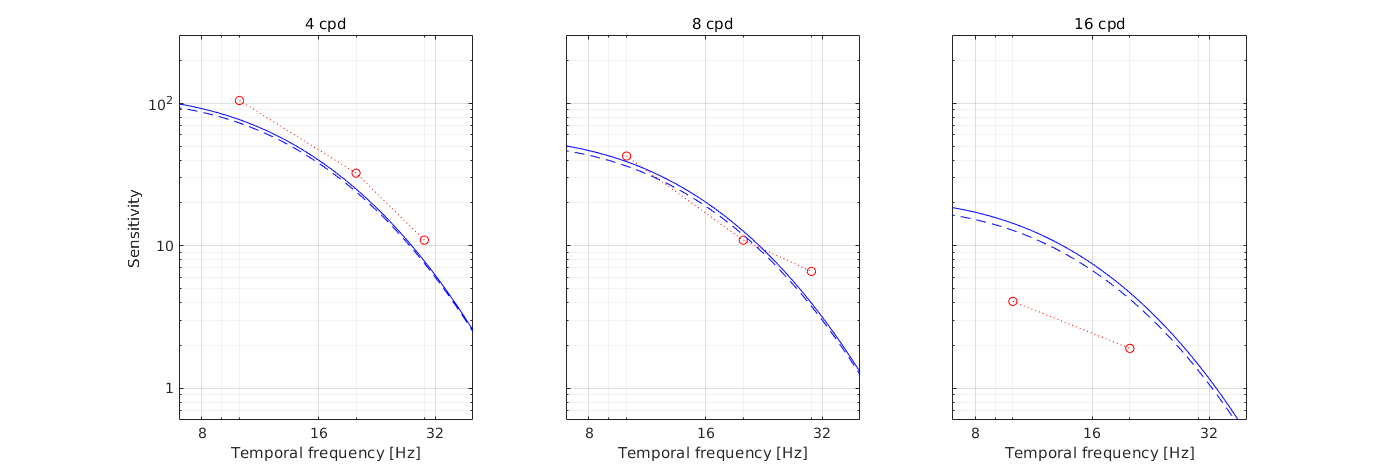 4 cpd
8 cpd
16 cpd
Sensitivity
10²
10
1
8 16 32
8 16 32
8 16 32
Temporal frequency [Hz]
Temporal frequency [Hz]
Temporal frequency [Hz]